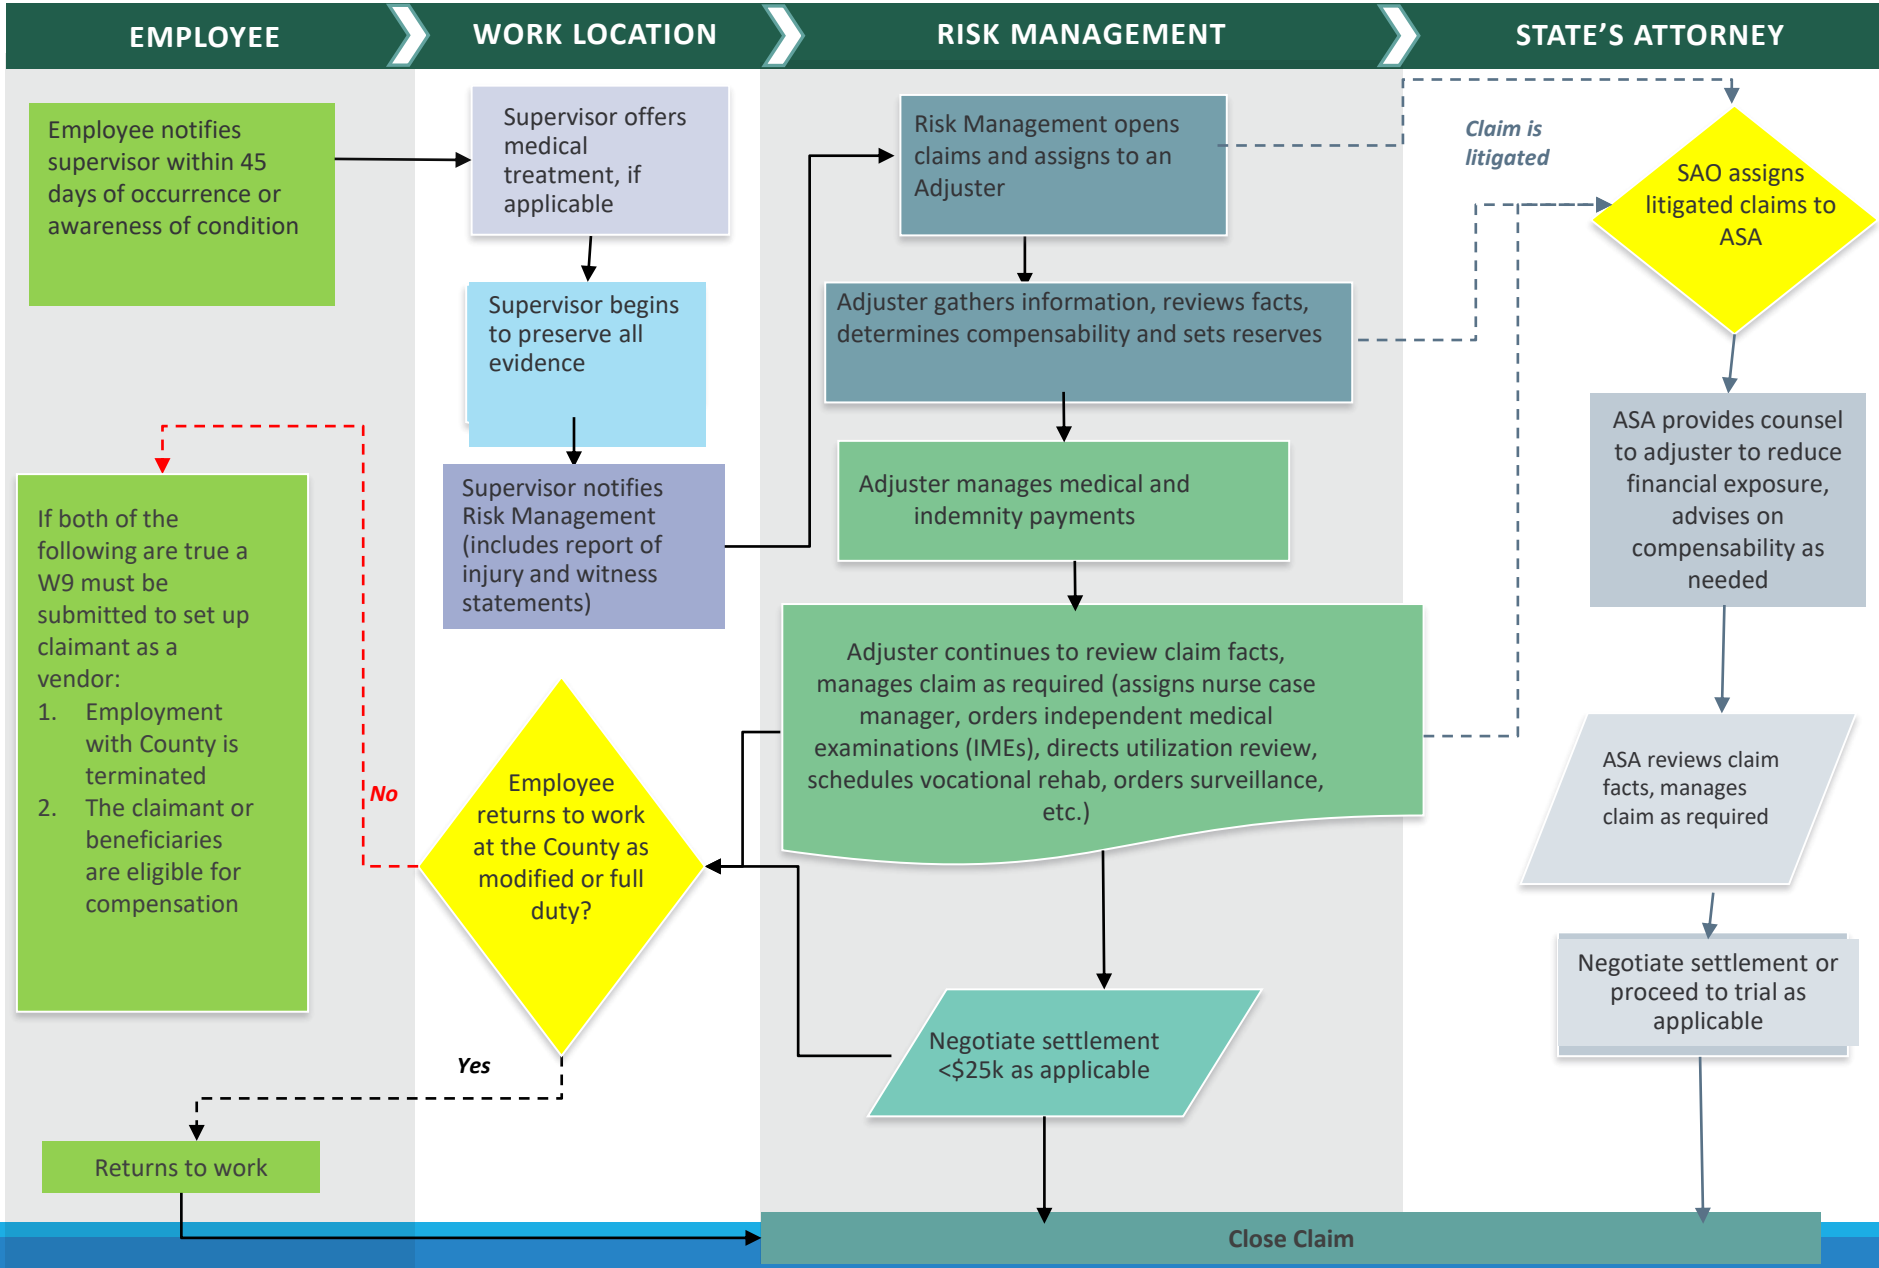 EMPLOYEE
WORK LOCATION
RISK MANAGEMENT
STATE’S ATTORNEY
Employee notifies
supervisor within 45
days of occurrence or
awareness of condition
If both of the
following are true a
W9 must be
submitted to set up
claimant as a
vendor:
1. Employment
with County is
terminated
2. The claimant or
beneficiaries
are eligible for
compensation
Returns to work
Supervisor offers
medical
treatment, if
applicable
Supervisor begins
to preserve all
evidence
Supervisor notifies
Risk Management
(includes report of
injury and witness
statements)
No
Employee
returns to work
at the County as
modified or full
duty?
Yes
Risk Management opens
claims and assigns to an
Adjuster
Adjuster gathers information, reviews facts,
determines compensability and sets reserves
Adjuster manages medical and
indemnity payments
Adjuster continues to review claim facts,
manages claim as required (assigns nurse case
manager, orders independent medical
examinations (IMEs), directs utilization review,
schedules vocational rehab, orders surveillance,
etc.)
Negotiate settlement
<$25k as applicable
Claim is
litigated
SAO assigns
litigated claims to
ASA
ASA provides counsel
to adjuster to reduce
financial exposure,
advises on
compensability as
needed
ASA reviews claim
facts, manages
claim as required
Negotiate settlement or
proceed to trial as
applicable
Close Claim